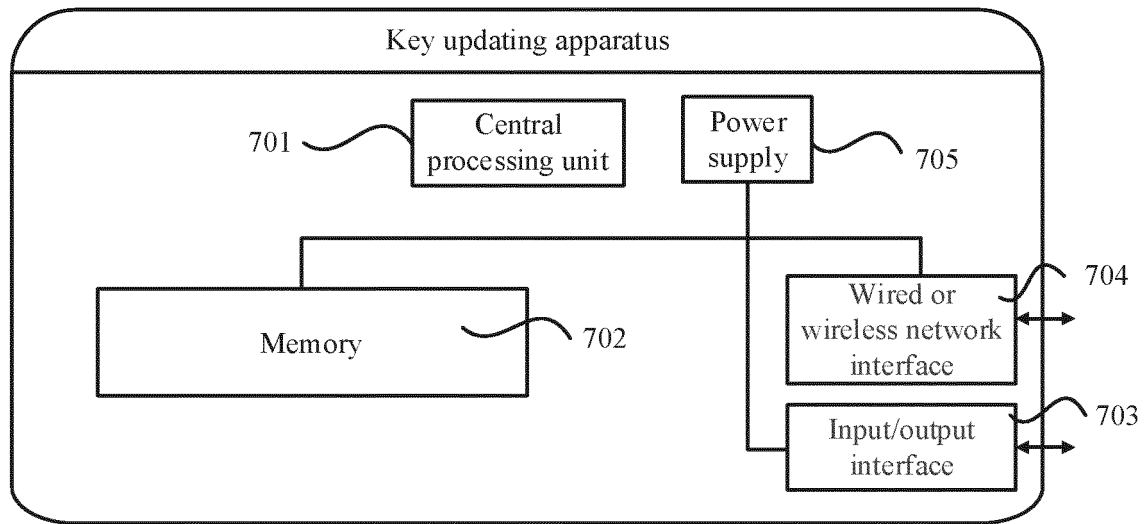 Key updating apparatus
701
Central
processing unit
Power
supply
705
704
Wired or
wireless network
interface
Memory
702
703
Input/output
interface